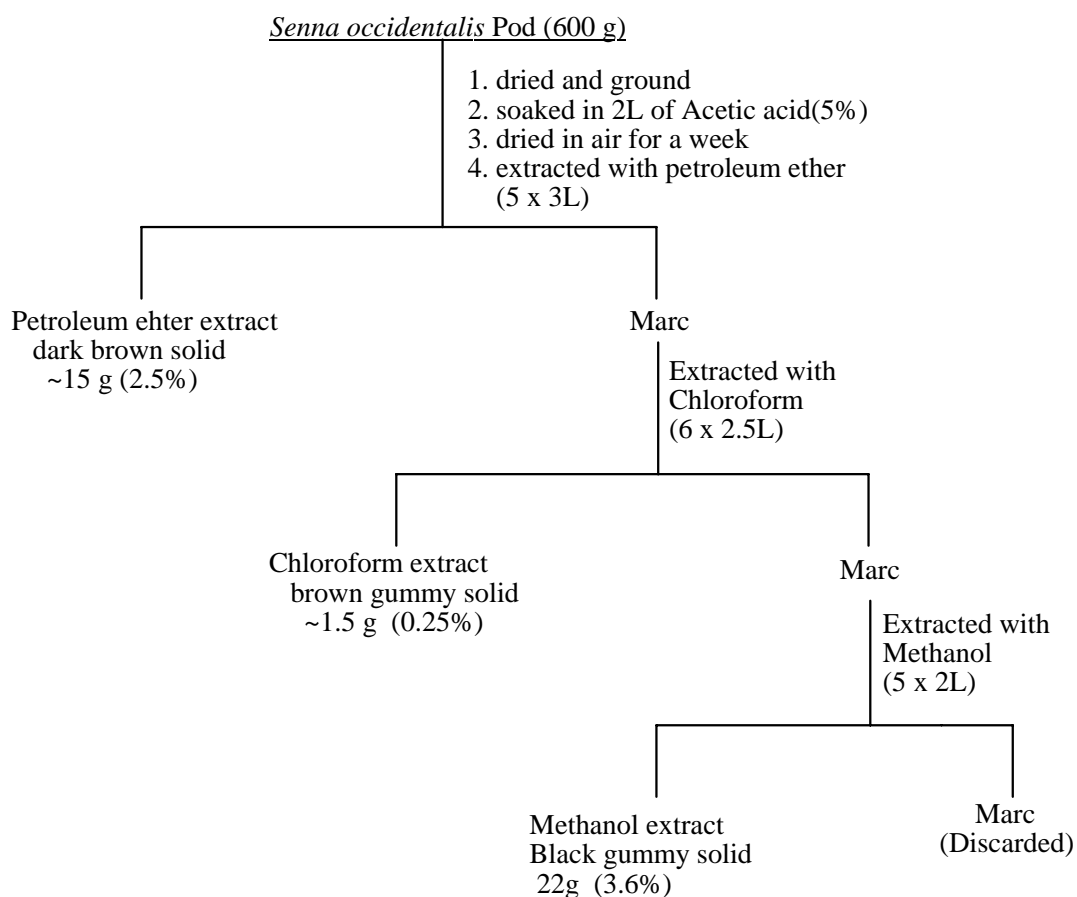 Senna occidentalis Pod (600 g)
1. dried and ground
2. soaked in 2L of Acetic acid(5%)
3. dried in air for a week
4. extracted with petroleum ether
(5 x 3L)
Petroleum ehter extract
dark brown solid
~15 g (2.5%)
Marc
Extracted with
Chloroform
(6 x 2.5L)
Chloroform extract
brown gummy solid
~1.5 g (0.25%)
Marc
Extracted with
Methanol
(5 x 2L)
Methanol extract
Black gummy solid
22g (3.6%)
Marc
(Discarded)